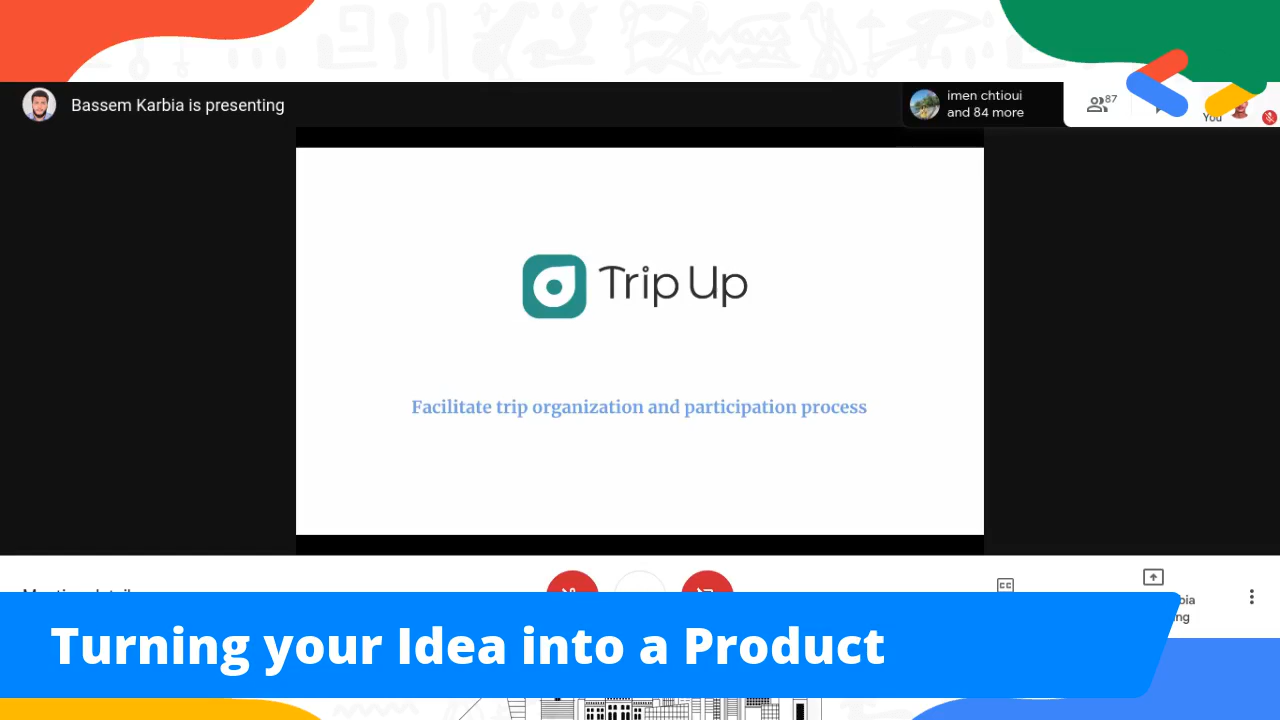 Bassem Karbia is presenting
imen chtioui
and 84 more
87
You
Trip Up
Facilitate trip organization and participation process
CC
Turning your Idea into a Product